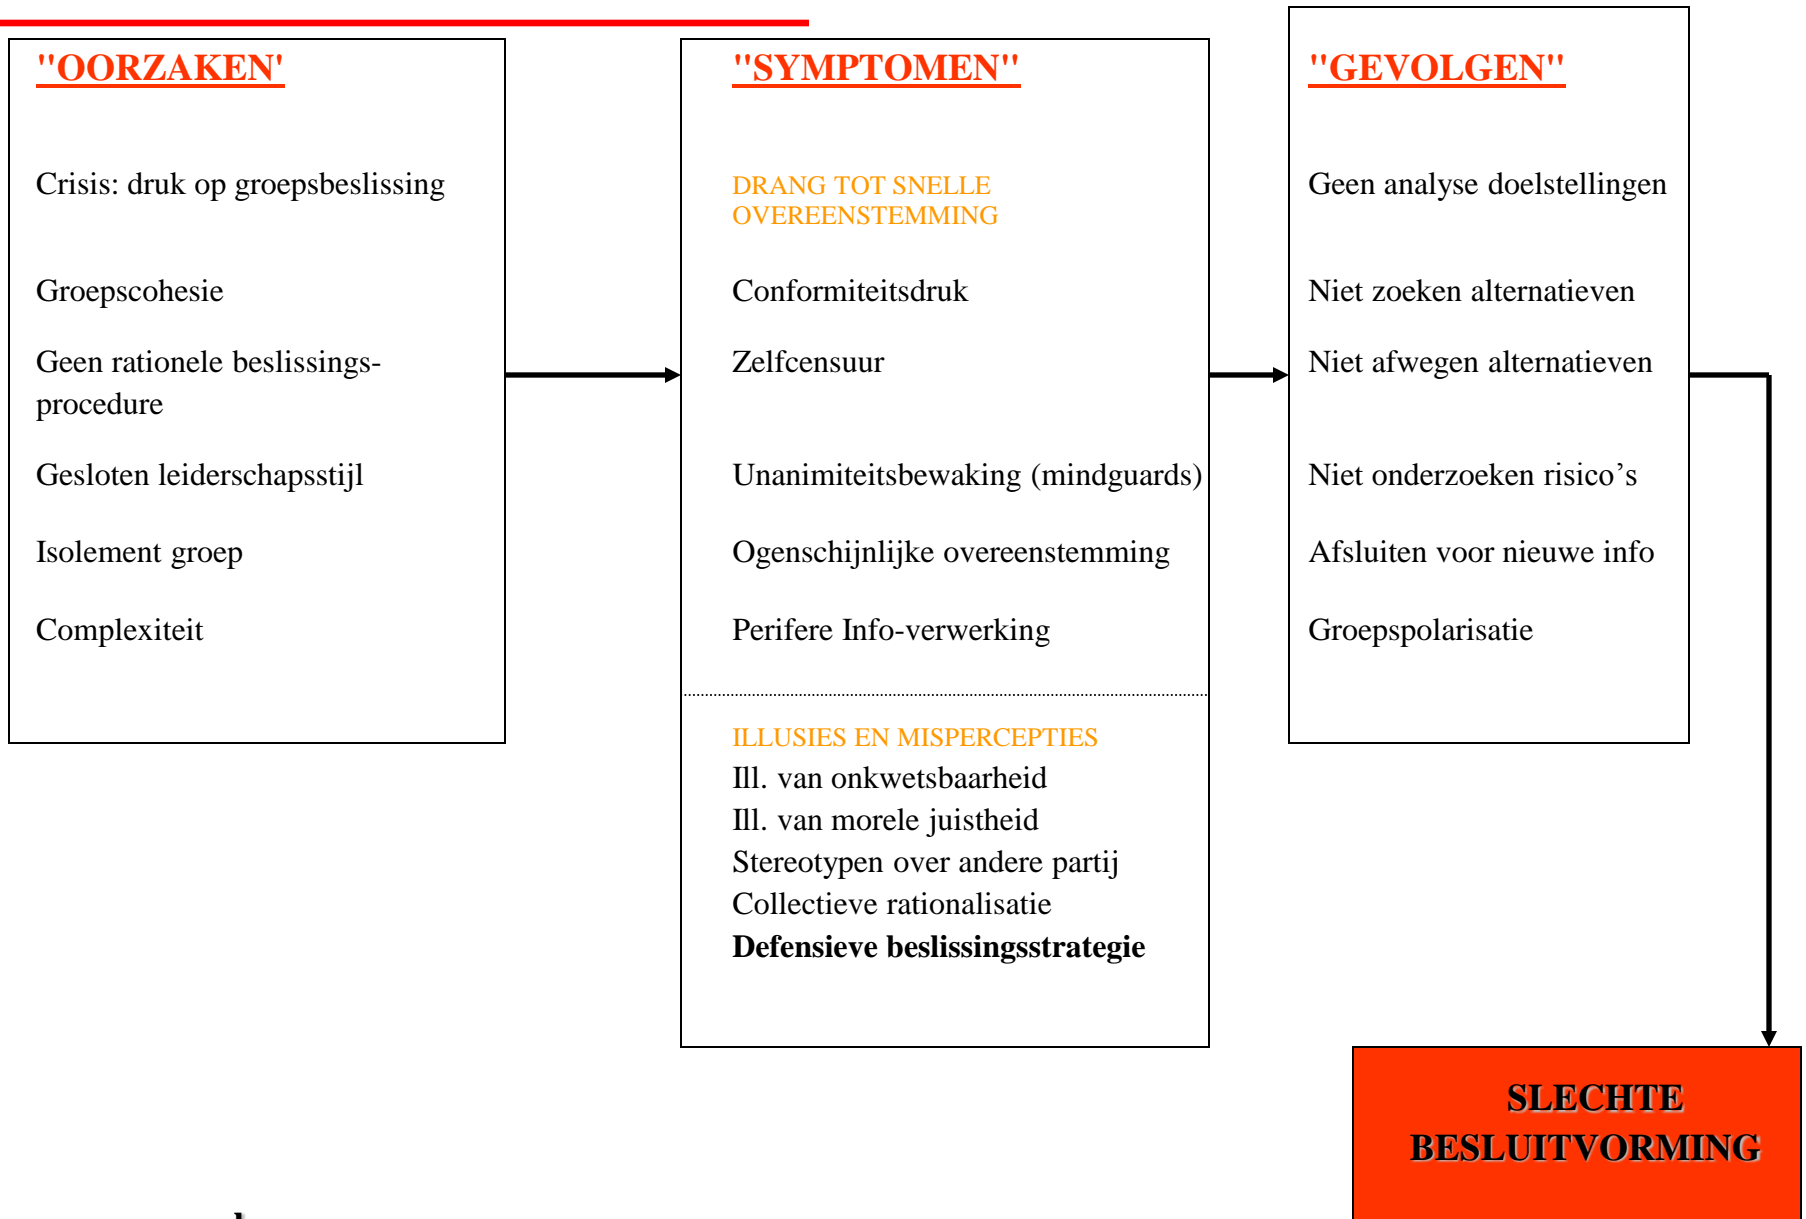 "OORZAKEN'
Crisis: druk op groepsbeslissing
Groepscohesie
Geen rationele beslissings-
procedure
Gesloten leiderschapsstijl
Isolement groep
Complexiteit
"SYMPTOMEN"
DRANG TOT SNELLE
OVEREENSTEMMING
Conformiteitsdruk
Zelfcensuur
Unanimiteitsbewaking (mindguards)
Ogenschijnlijke overeenstemming
Perifere Info-verwerking
ILLUSIES EN MISPERCEPTIES
Ill. van onkwetsbaarheid
Ill. van morele juistheid
Stereotypen over andere partij
Collectieve rationalisatie
Defensieve beslissingsstrategie
"GEVOLGEN"
Geen analyse doelstellingen
Niet zoeken alternatieven
Niet afwegen alternatieven
Niet onderzoeken risico’s
Afsluiten voor nieuwe info
Groepspolarisatie
SLECHTE
BESLUITVORMING